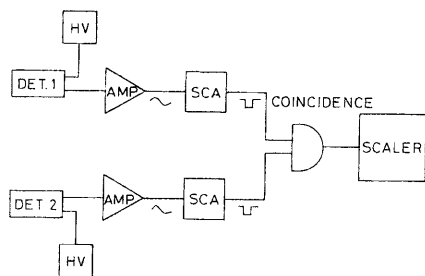 HV
DET.1
AMP
SCA
COINCIDENCE
SCALER
DET 2
AMP
SCA
HV